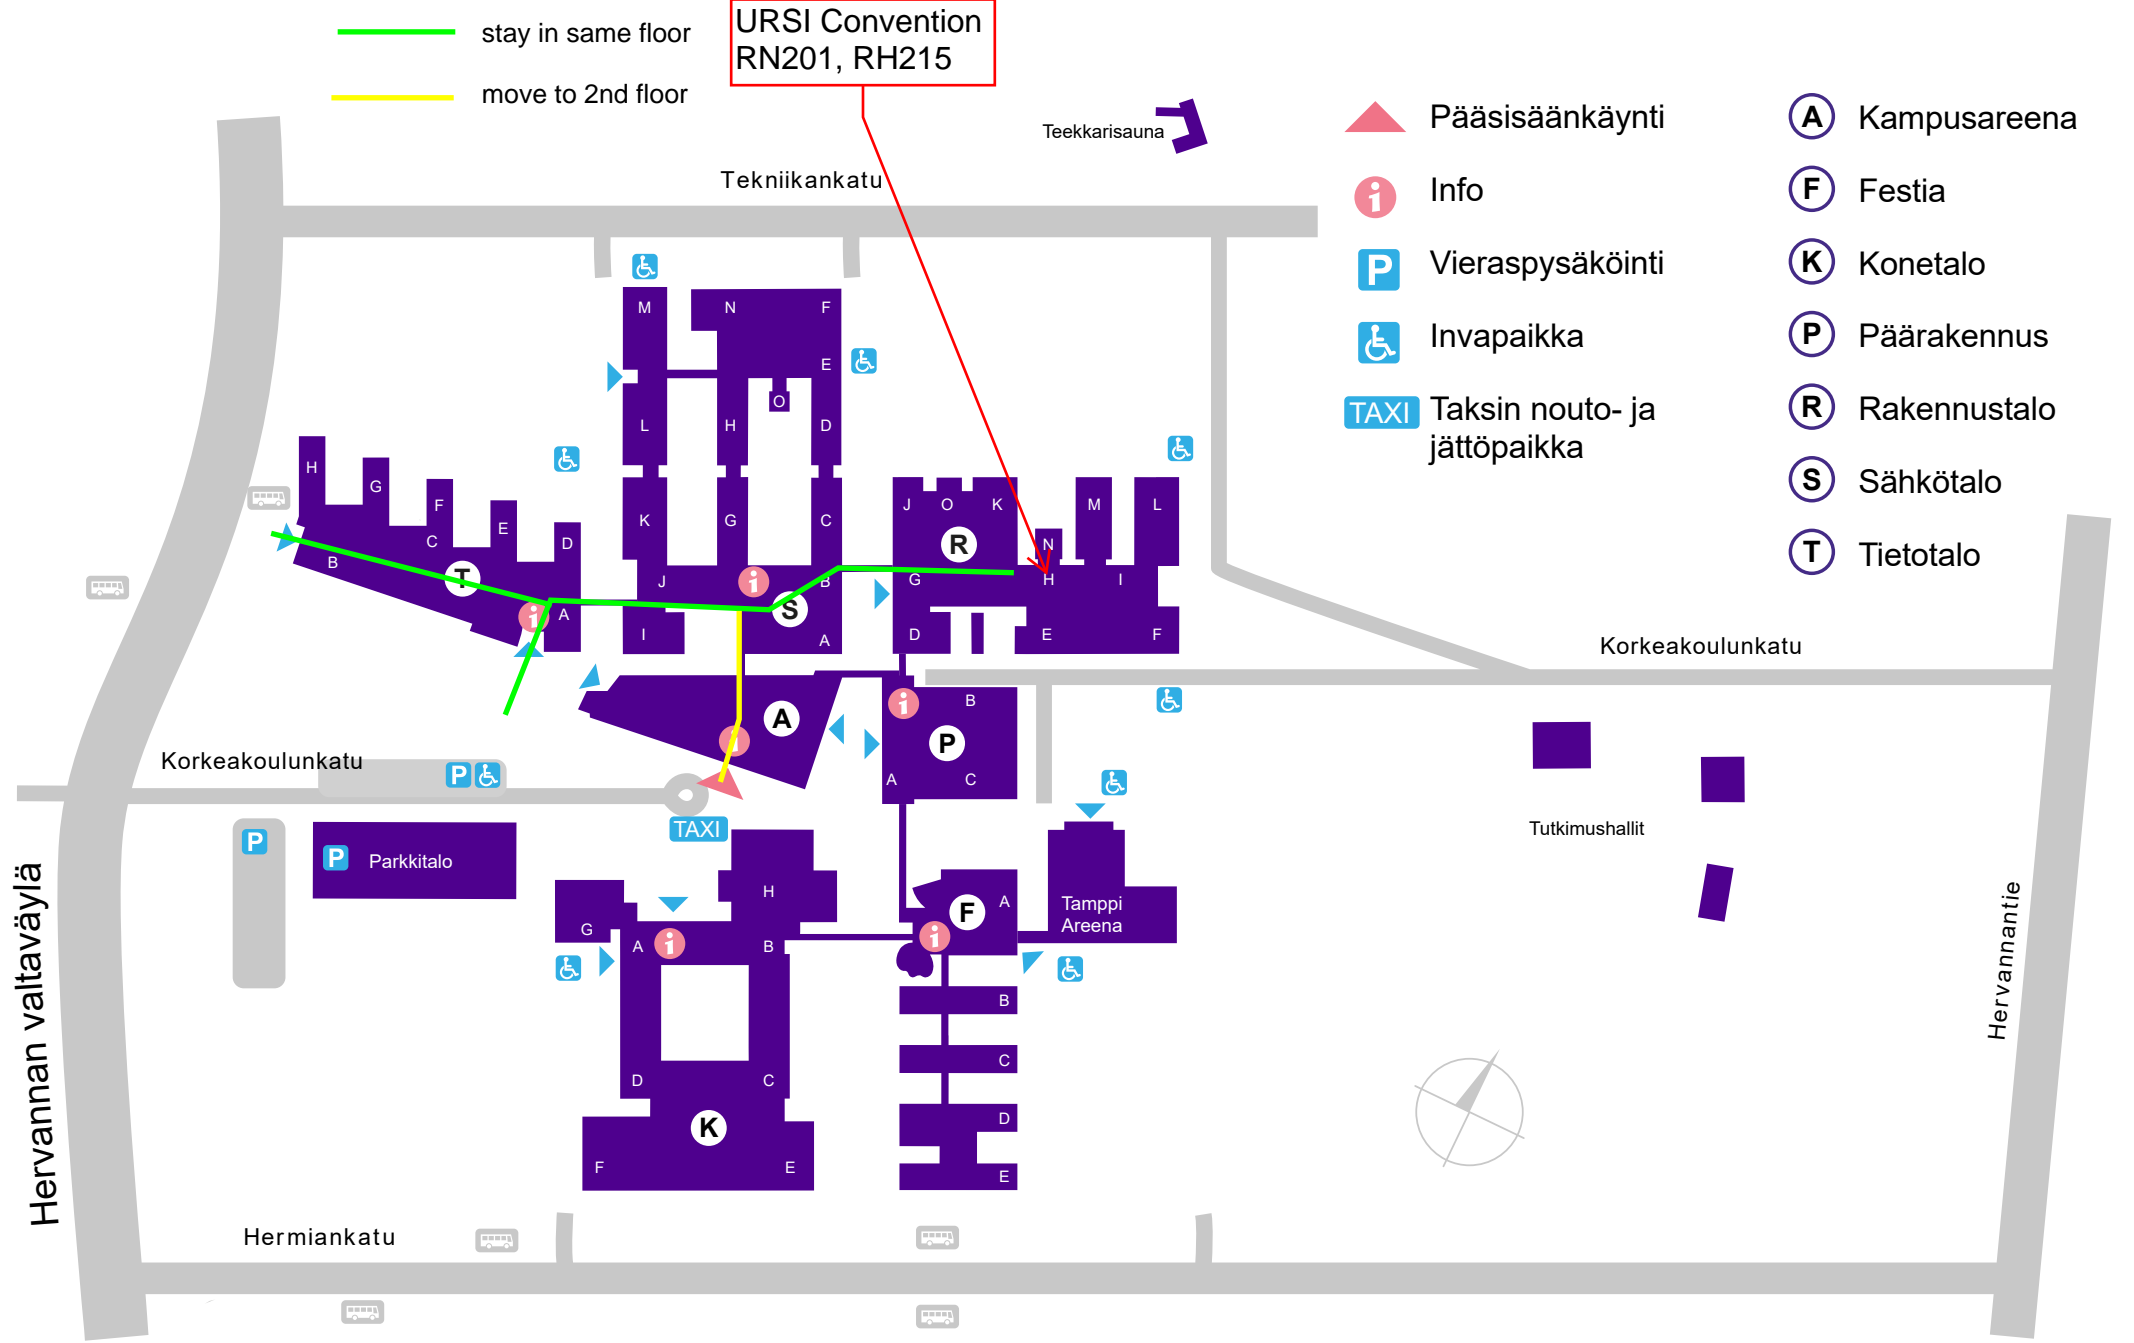 stay in same floor
move to 2nd floor
URSI Convention
RN201, RH215
Teekkarisauna
Tekniikankatu
Pääsisäänkäynti
Info
P Vieraspysäköinti
Invapaikka
TAXI Taksin nouto- ja
jättöpaikka
A Kampusareena
F Festia
K Konetalo
P Päärakennus
R Rakennustalo
S Sähkötalo
T Tietotalo
M N F
E
O
L H D
H G F E D
C
B
T
A
K G C
J B
S
I A
J O K
R
N M L
G H I
D E F
A
B
P
A C
Korkeakoulunkatu
Korkeakoulunkatu
P
P
P Parkkitalo
TAXI
H
G
A B
D C
K
F E
A
F
Tamppi
Areena
B
C
D
E
Tutkimushallit
Hervannan valtaväylä
Hervannantie
Hermiankatu